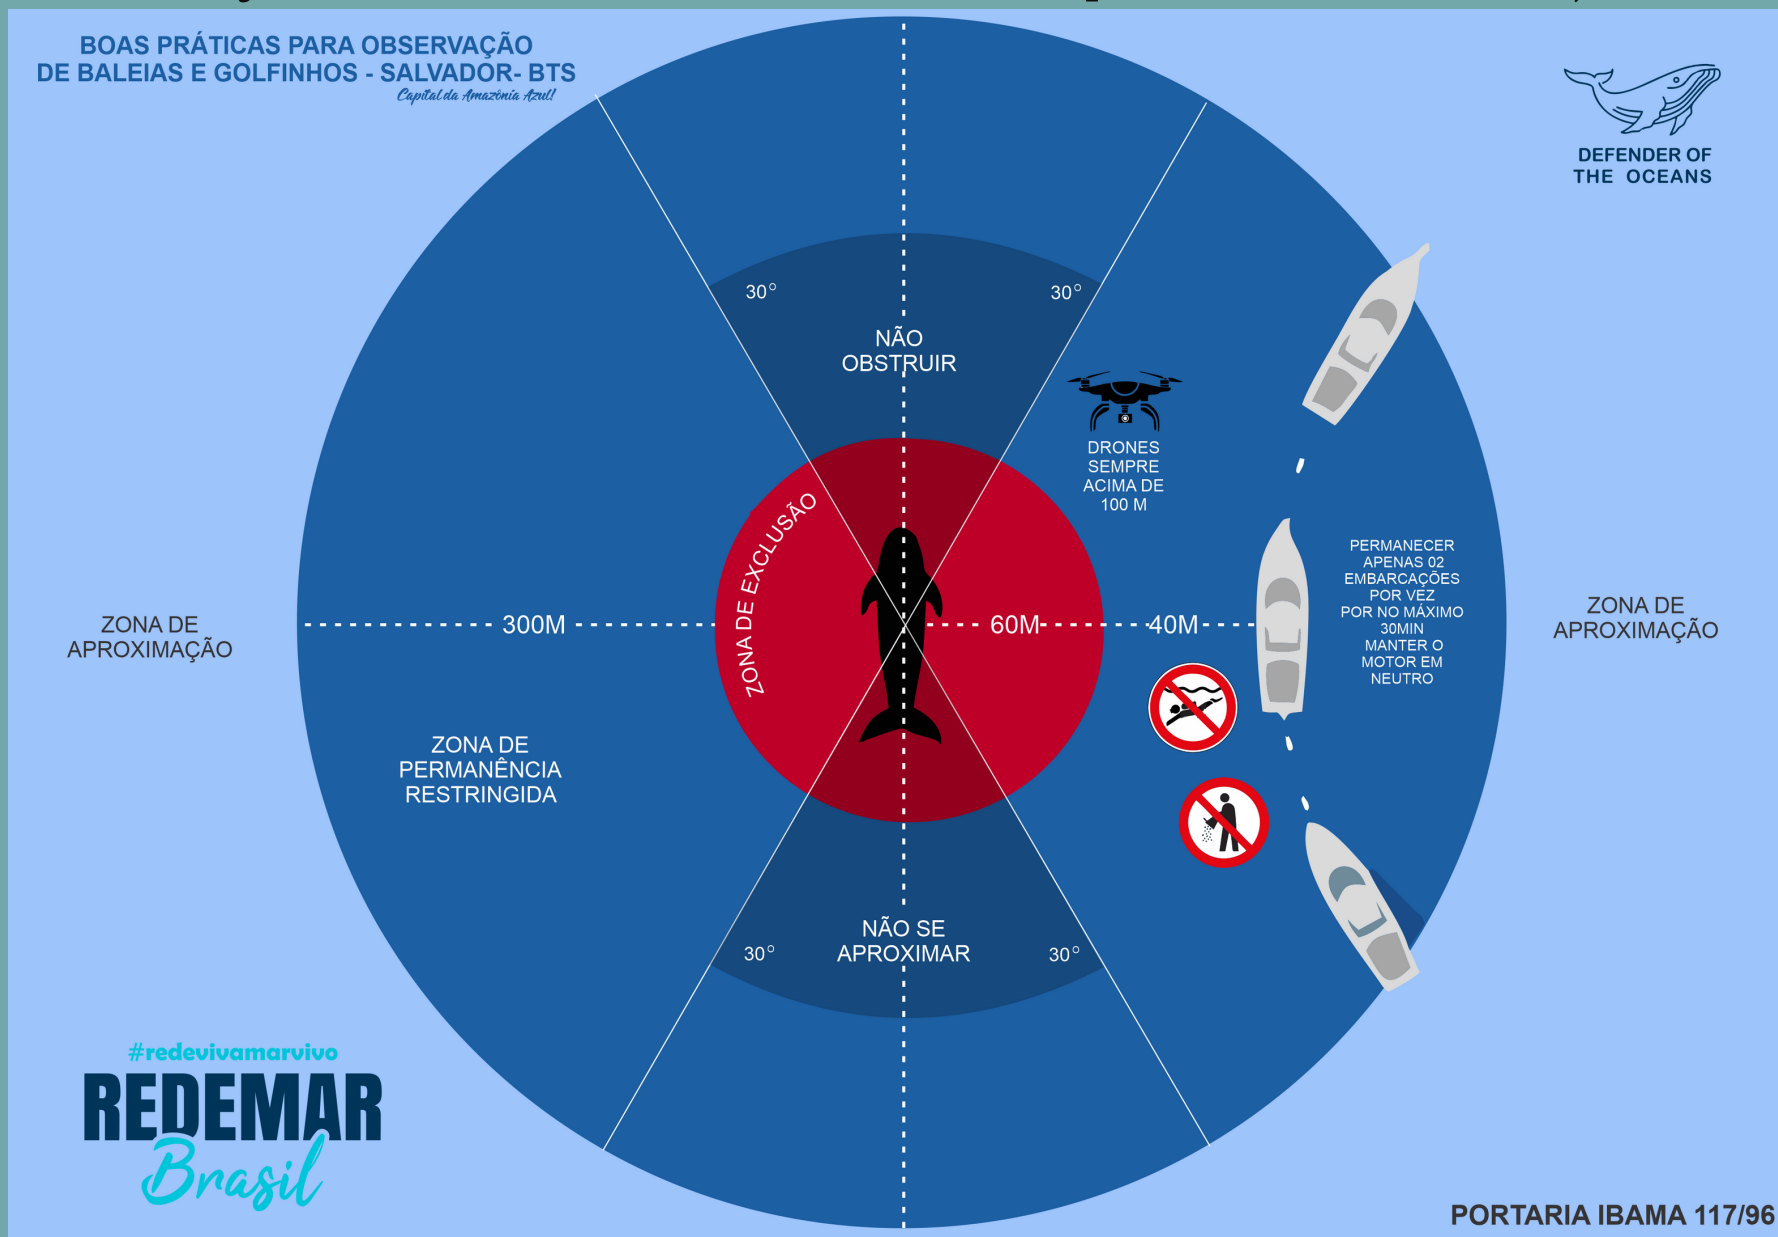 BOAS PRÁTICAS PARA OBSERVAÇÃO
DE BALEIAS E GOLFINHOS - SALVADOR- BTS
Capital da Amazônia Azul!
DEFENDER OF
THE OCEANS
30°
30°
NÃO
OBSTRUIR
DRONES
SEMPRE
ACIMA DE
100 M
ZONA DE EXCLUSÃO
PERMANECER
APENAS 02
EMBARCAÇÕES
POR VEZ
POR NO MÁXIMO
30MIN
MANTER O
MOTOR EM
NEUTRO
ZONA DE
APROXIMAÇÃO
300M
60M
40M
ZONA DE
APROXIMAÇÃO
ZONA DE
PERMANÊNCIA
RESTRINGIDA
NÃO SE
APROXIMAR
30°
30°
#redevivamarvivo
REDEMAR
Brasil
PORTARIA IBAMA 117/96